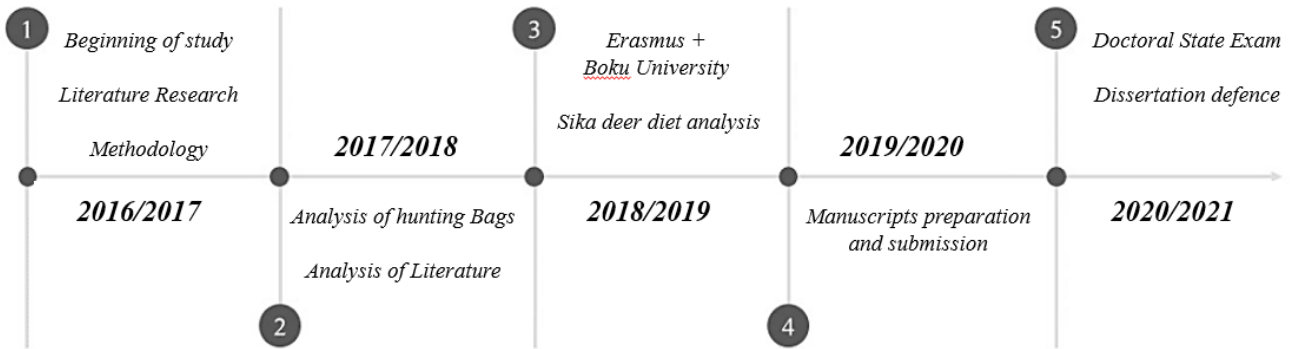 1
Beginning of study
Literature Research
Methodology
2016/2017
2017/2018
Analysis of hunting Bags
Analysis of Literature
2
3
Erasmus +
Boku University
Sika deer diet analysis
2018/2019
2019/2020
Manuscripts preparation
and submission
4
5
Doctoral State Exam
Dissertation defence
2020/2021